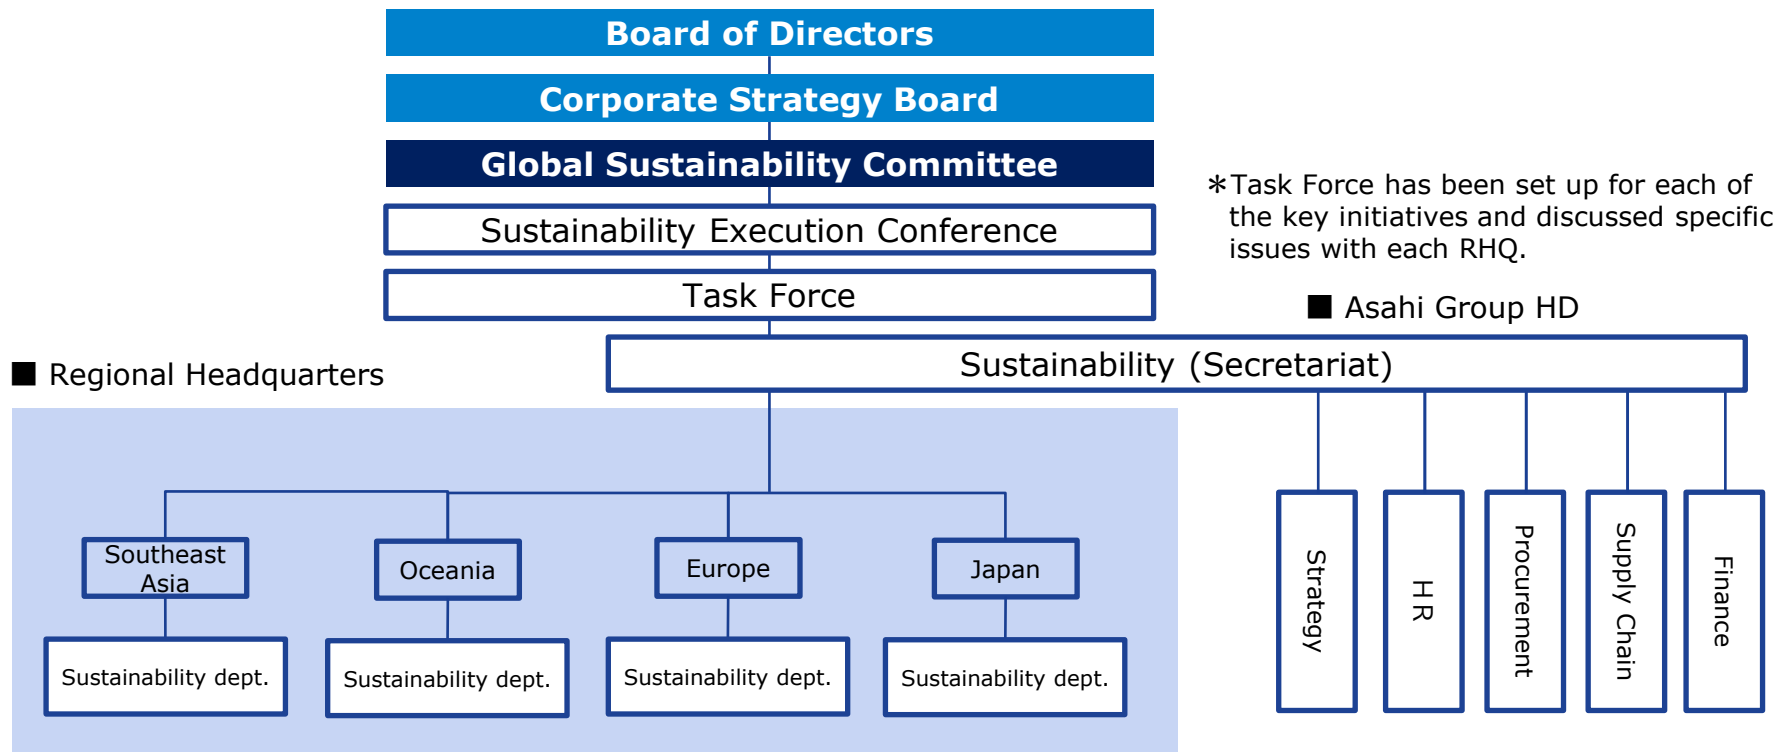 Board of Directors
Corporate Strategy Board
Global Sustainability Committee
Sustainability Execution Conference
Task Force
*Task Force has been set up for each of
the key initiatives and discussed specific
issues with each RHQ.
■ Asahi Group HD
Sustainability (Secretariat)
■ Regional Headquarters
Southeast
Asia
Oceania
Europe
Japan
Sustainability dept.
Sustainability dept.
Sustainability dept.
Sustainability dept.
Strategy
HR
Procurement
Supply Chain
Finance